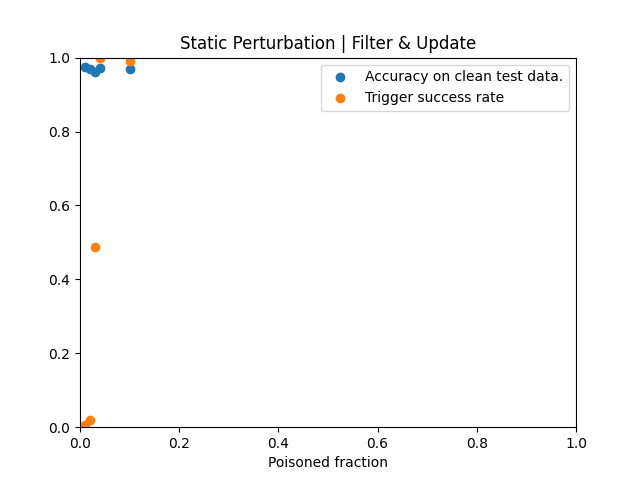 Static Perturbation | Filter & Update
Accuracy on clean test data.
Trigger success rate
1.0
0.8
0.6
0.4
0.2
0.0
0.0 0.2 0.4 0.6 0.8 1.0
Poisoned fraction